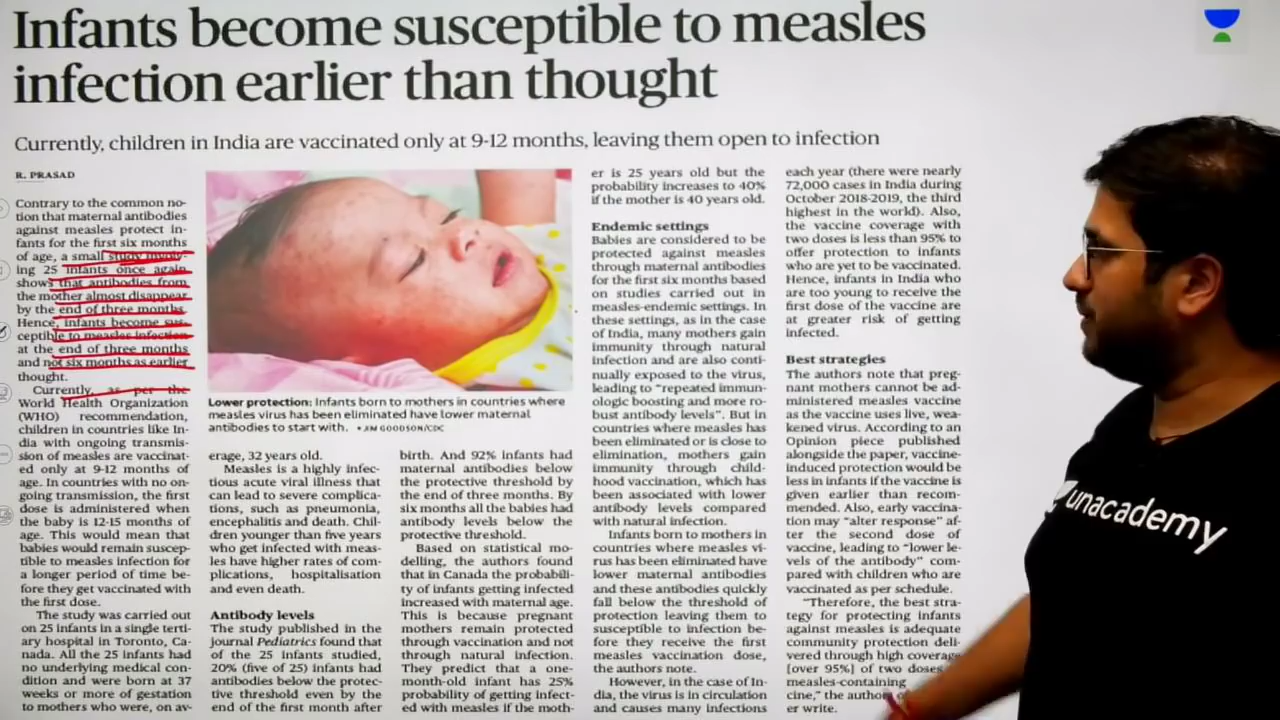 Infants become susceptible to measles
infection earlier than thought
Currently, children in India are vaccinated only at 9-12 months, leaving them open to infection
R. PRASAD
Contrary to the common no-
tion that maternal antibodies
against measles protect in-
fants for the first six months
of age, a small study involv-
ing 25 infants once again
shows that antibodies from
the mother almost disappear
by the end of three months.
Hence, infants become sus-
ceptible to measles infection
at the end of three months
and not six months as earlier
thought.
Currently, as per the
World Health Organization
(WHO) recommendation,
children in countries like In-
dia with ongoing transmis-
sion of measles are vaccinat-
ed only at 9-12 months of
age. In countries with no on-
going transmission, the first
dose is administered when
the baby is 12-15 months of
age. This would mean that
babies would remain suscep-
tible to measles infection for
a longer period of time be-
fore they get vaccinated with
the first dose.
The study was carried out
on 25 infants in a single terti-
ary hospital in Toronto, Ca-
nada. All the 25 infants had
no underlying medical con-
dition and were born at 37
weeks or more of gestation
to mothers who were, on av-
Lower protection: Infants born to mothers in countries where
measles virus has been eliminated have lower maternal
antibodies to start with. • JIM GOODSON/CDC
erage, 32 years old.
Measles is a highly infec-
tious acute viral illness that
can lead to severe complica-
tions, such as pneumonia,
encephalitis and death. Chil-
dren younger than five years
who get infected with meas-
les have higher rates of com-
plications, hospitalisation
and even death.
Antibody levels
The study published in the
journal Pediatrics found that
of the 25 infants studied,
20% (five of 25) infants had
antibodies below the protec-
tive threshold even by the
end of the first month after
birth. And 92% infants had
maternal antibodies below
the protective threshold by
the end of three months. By
six months all the babies had
antibody levels below the
protective threshold.
Based on statistical mo-
delling, the authors found
that in Canada the probabili-
ty of infants getting infected
increased with maternal age.
This is because pregnant
mothers remain protected
through vaccination and not
through natural infection.
They predict that a one-
month-old infant has 25%
probability of getting infect-
ed with measles if the moth-
er is 25 years old but the
probability increases to 40%
if the mother is 40 years old.
Endemic settings
Babies are considered to be
protected against measles
through maternal antibodies
for the first six months based
on studies carried out in
measles-endemic settings. In
these settings, as in the case
of India, many mothers gain
immunity through natural
infection and are also conti-
nually exposed to the virus,
leading to "repeated immun-
ologic boosting and more ro-
bust antibody levels". But in
countries where measles has
been eliminated or is close to
elimination, mothers gain
immunity through child-
hood vaccination, which has
been associated with lower
antibody levels compared
with natural infection.
Infants born to mothers in
countries where measles vi-
rus has been eliminated have
lower maternal antibodies
and these antibodies quickly
fall below the threshold of
protection leaving them to
susceptible to infection be-
fore they receive the first
measles vaccination dose,
the authors note.
However, in the case of In-
dia, the virus is in circulation
and causes many infections
each year (there were nearly
72,000 cases in India during
October 2018-2019, the third
highest in the world). Also,
the vaccine coverage with
two doses is less than 95% to
offer protection to infants
who are yet to be vaccinated.
Hence, infants in India who
are too young to receive the
first dose of the vaccine are
at greater risk of getting
infected.
Best strategies
The authors note that preg-
nant mothers cannot be ad-
ministered measles vaccine
as the vaccine uses live, wea-
kened virus. According to an
Opinion piece published
alongside the paper, vaccine-
induced protection would be
less in infants if the vaccine is
given earlier than recom-
mended. Also, early vaccina-
tion may "alter response" af-
ter the second dose of
vaccine, leading to "lower le-
vels of the antibody" com-
pared with children who are
vaccinated as per schedule.
"Therefore, the best stra-
tegy for protecting infants
against measles is adequate
community protection deli-
vered through high coverage
[over 95%] of two doses
measles-containing
cine," the authors
er write.
unacademy